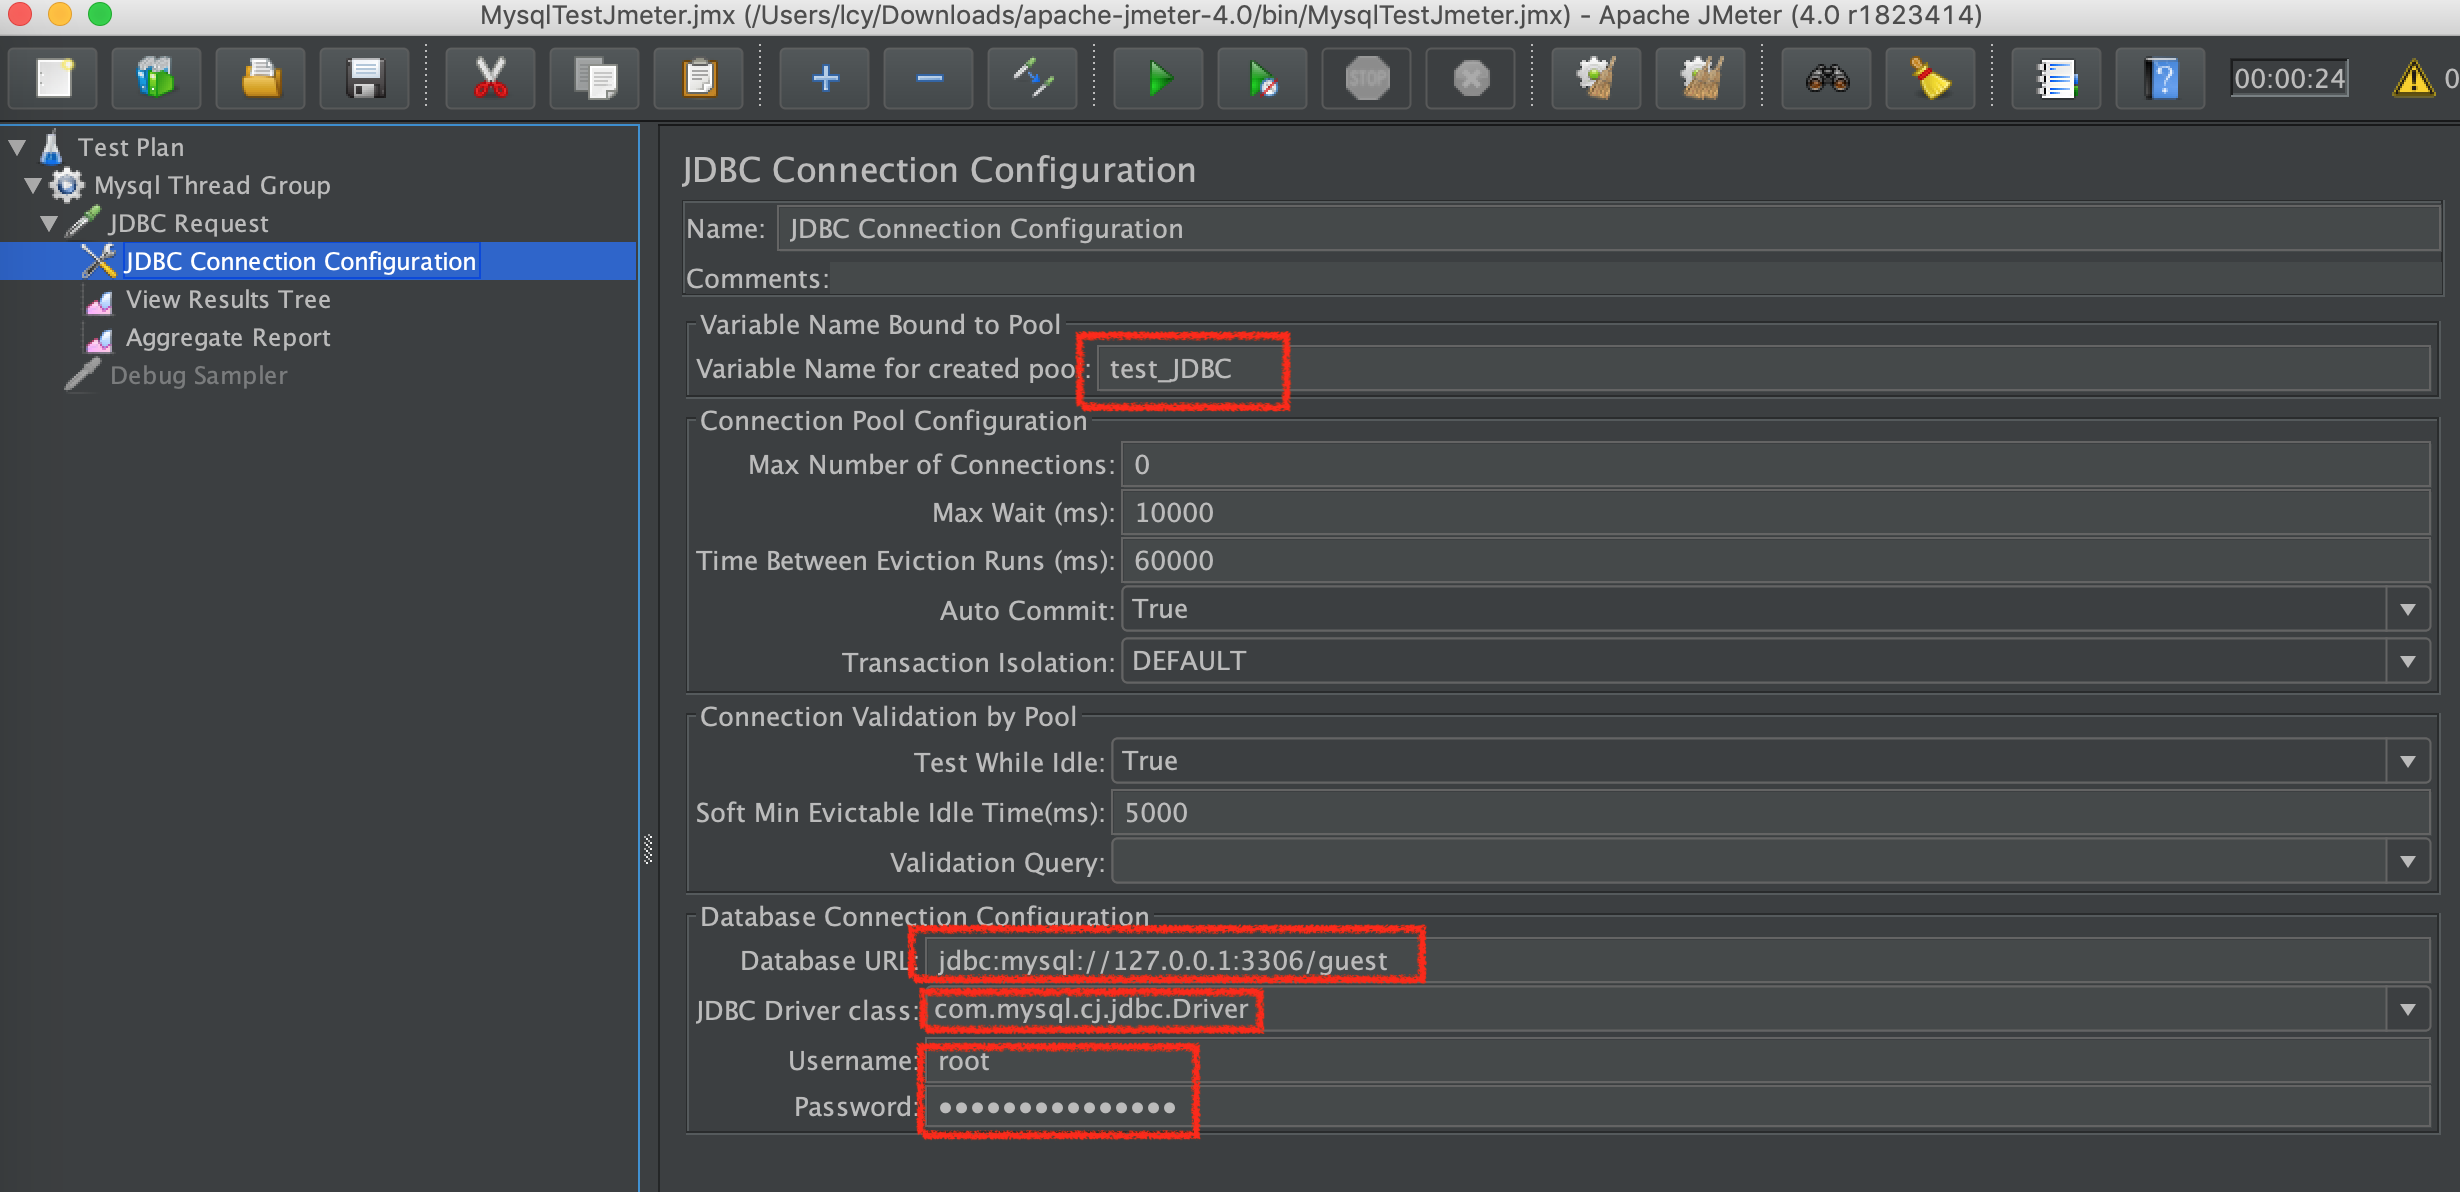 MysqlTestJmeter.jmx (/Users/lcy/Downloads/apache-jmeter-4.0/bin/MysqlTestJmeter.jmx) - Apache JMeter (4.0 r1823414)
STOP 00:00:24 0
Test Plan
Mysql Thread Group
JDBC Request
JDBC Connection Configuration
View Results Tree
Aggregate Report
Debug Sampler
JDBC Connection Configuration
Name: JDBC Connection Configuration
Comments:
Variable Name Bound to Pool
Variable Name for created pool: test_JDBC
Connection Pool Configuration
Max Number of Connections: 0
Max Wait (ms): 10000
Time Between Eviction Runs (ms): 60000
Auto Commit: True
Transaction Isolation: DEFAULT
Connection Validation by Pool
Test While Idle: True
Soft Min Evictable Idle Time(ms): 5000
Validation Query:
Database Connection Configuration
Database URL: jdbc:mysql://127.0.0.1:3306/guest
JDBC Driver class: com.mysql.cj.jdbc.Driver
Username: root
Password: •••••••••••••••